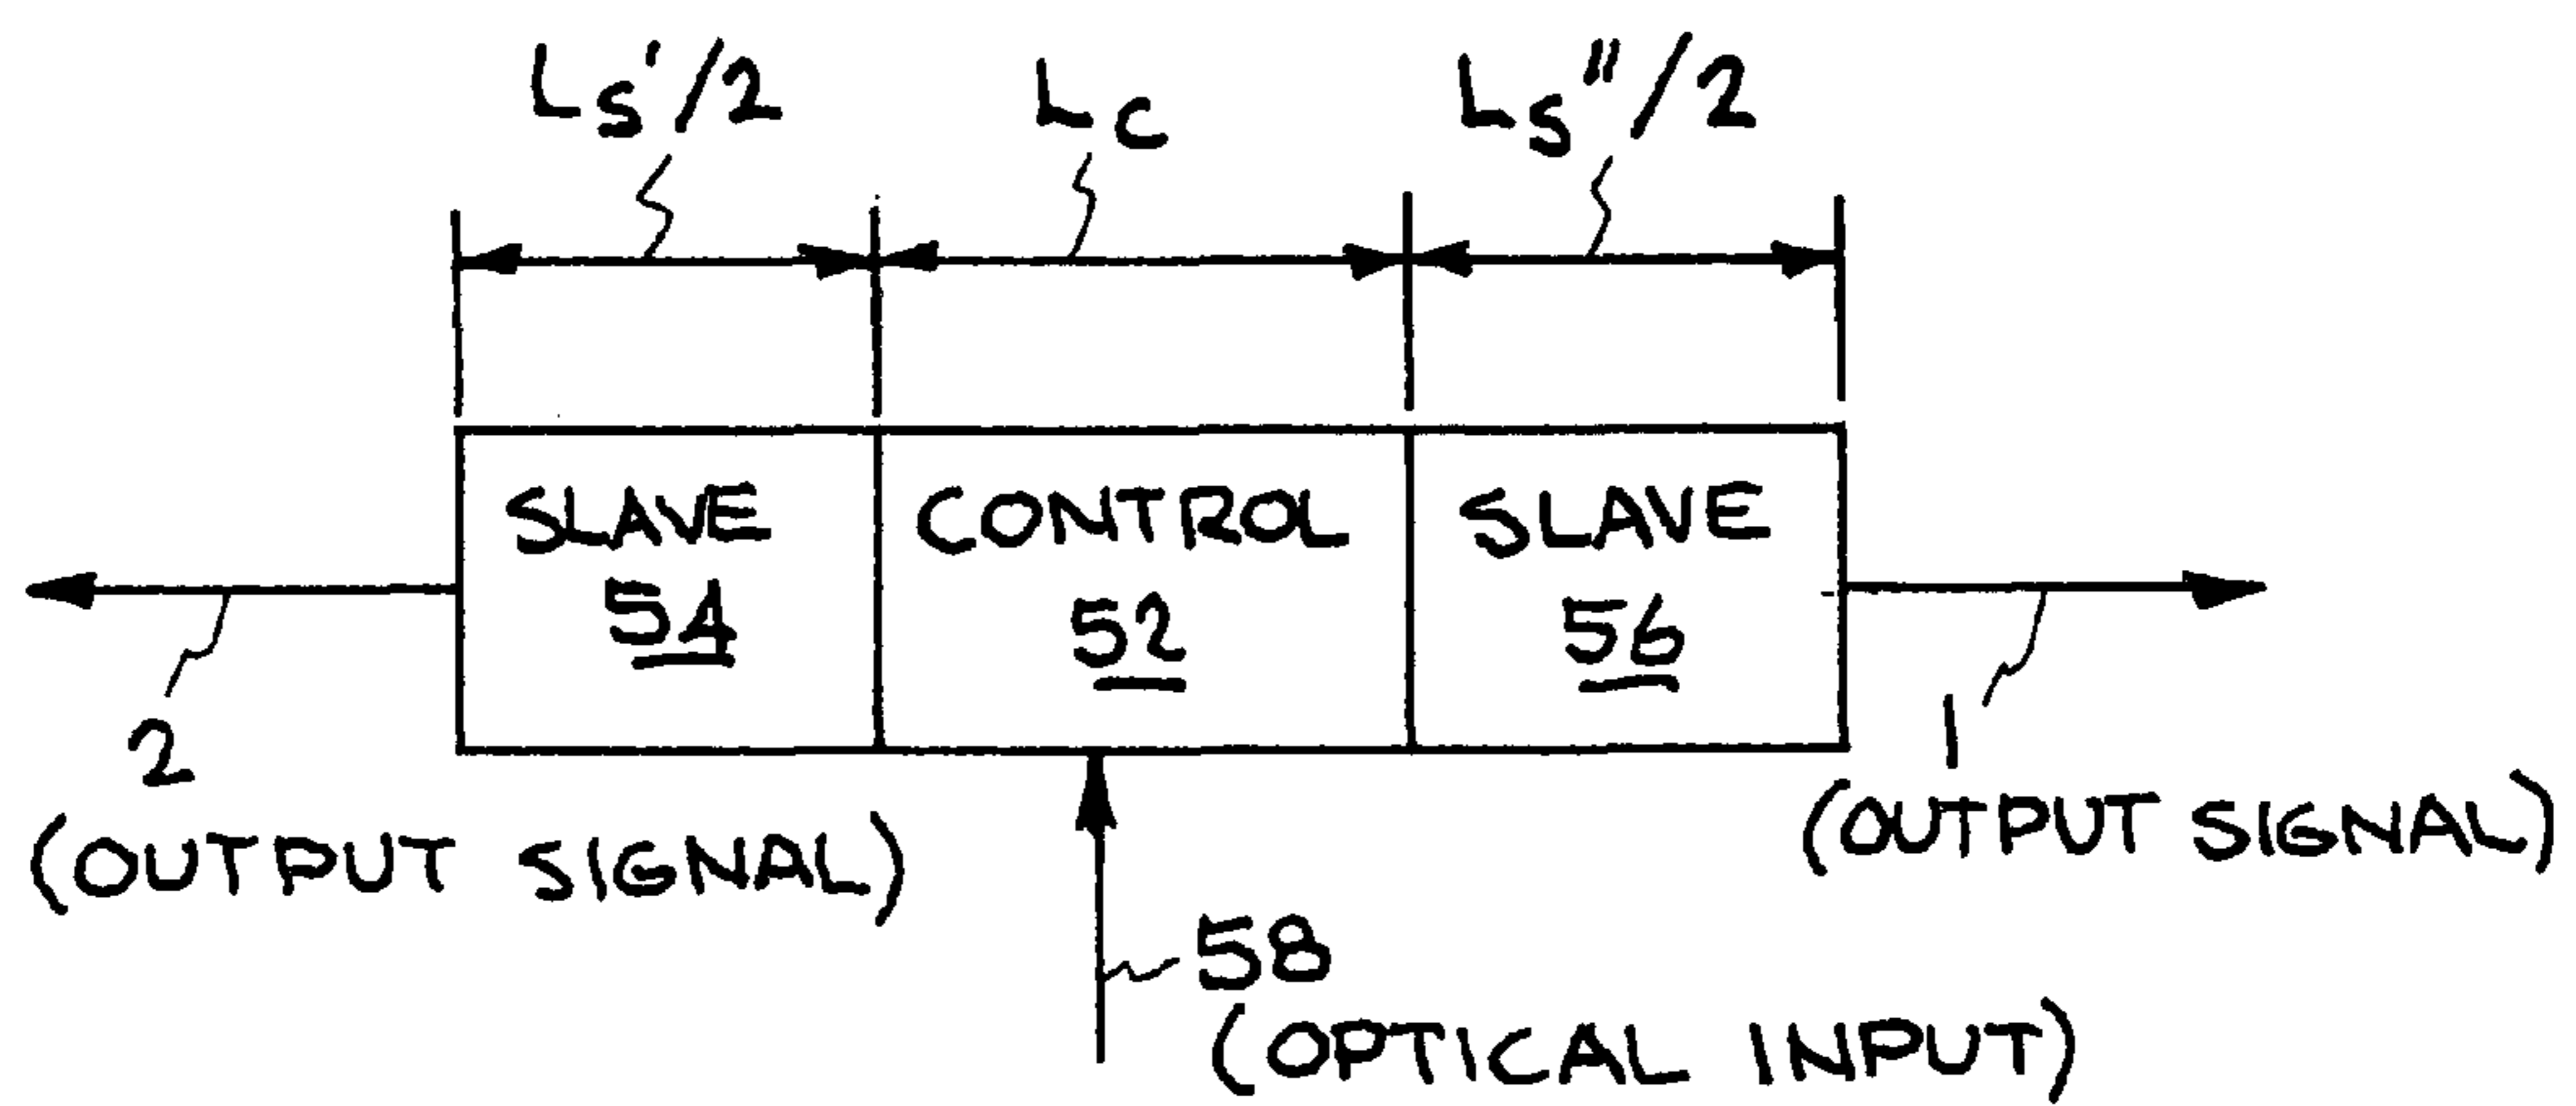 Ls'/2 Lc Ls"/2
SLAVE CONTROL SLAVE
54 52 56
2 1
(OUTPUT SIGNAL) (OUTPUT SIGNAL)
58
(OPTICAL INPUT)